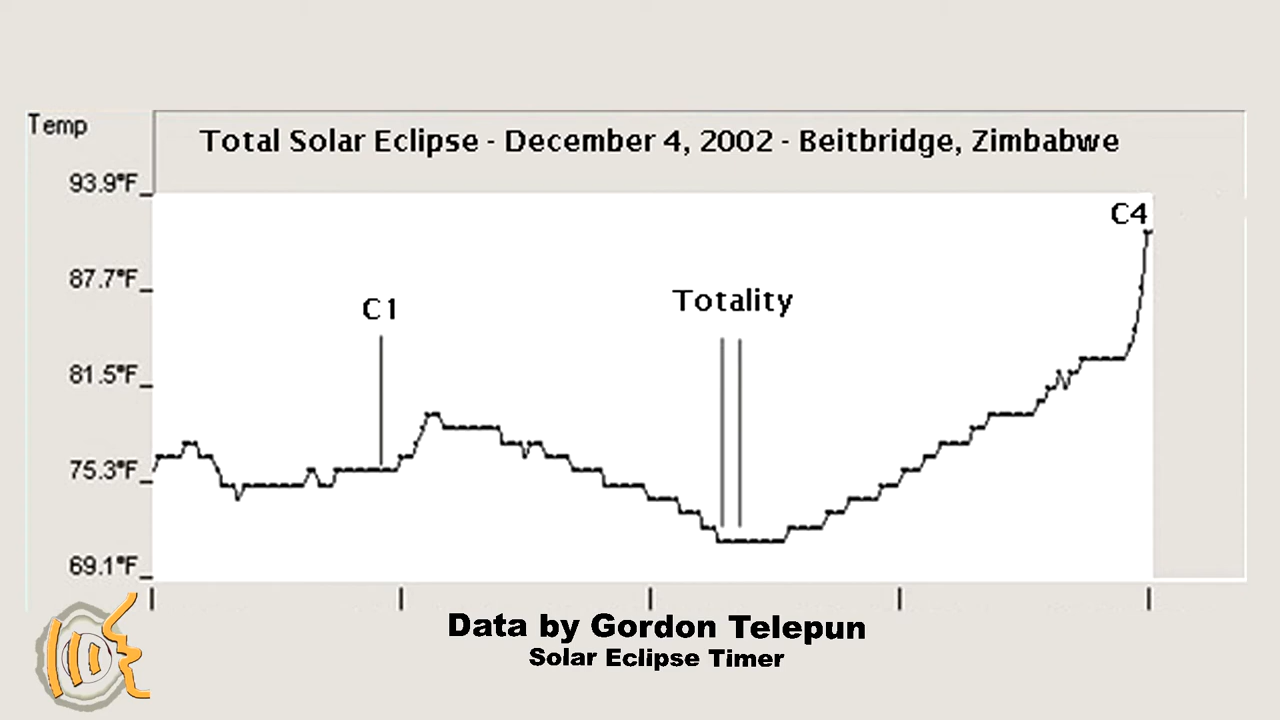 Temp
Total Solar Eclipse - December 4, 2002 - Beitbridge, Zimbabwe
93.9°F
C4
87.7°F
C1
Totality
81.5°F
75.3°F
69.1°F
Data by Gordon Telepun
Solar Eclipse Timer